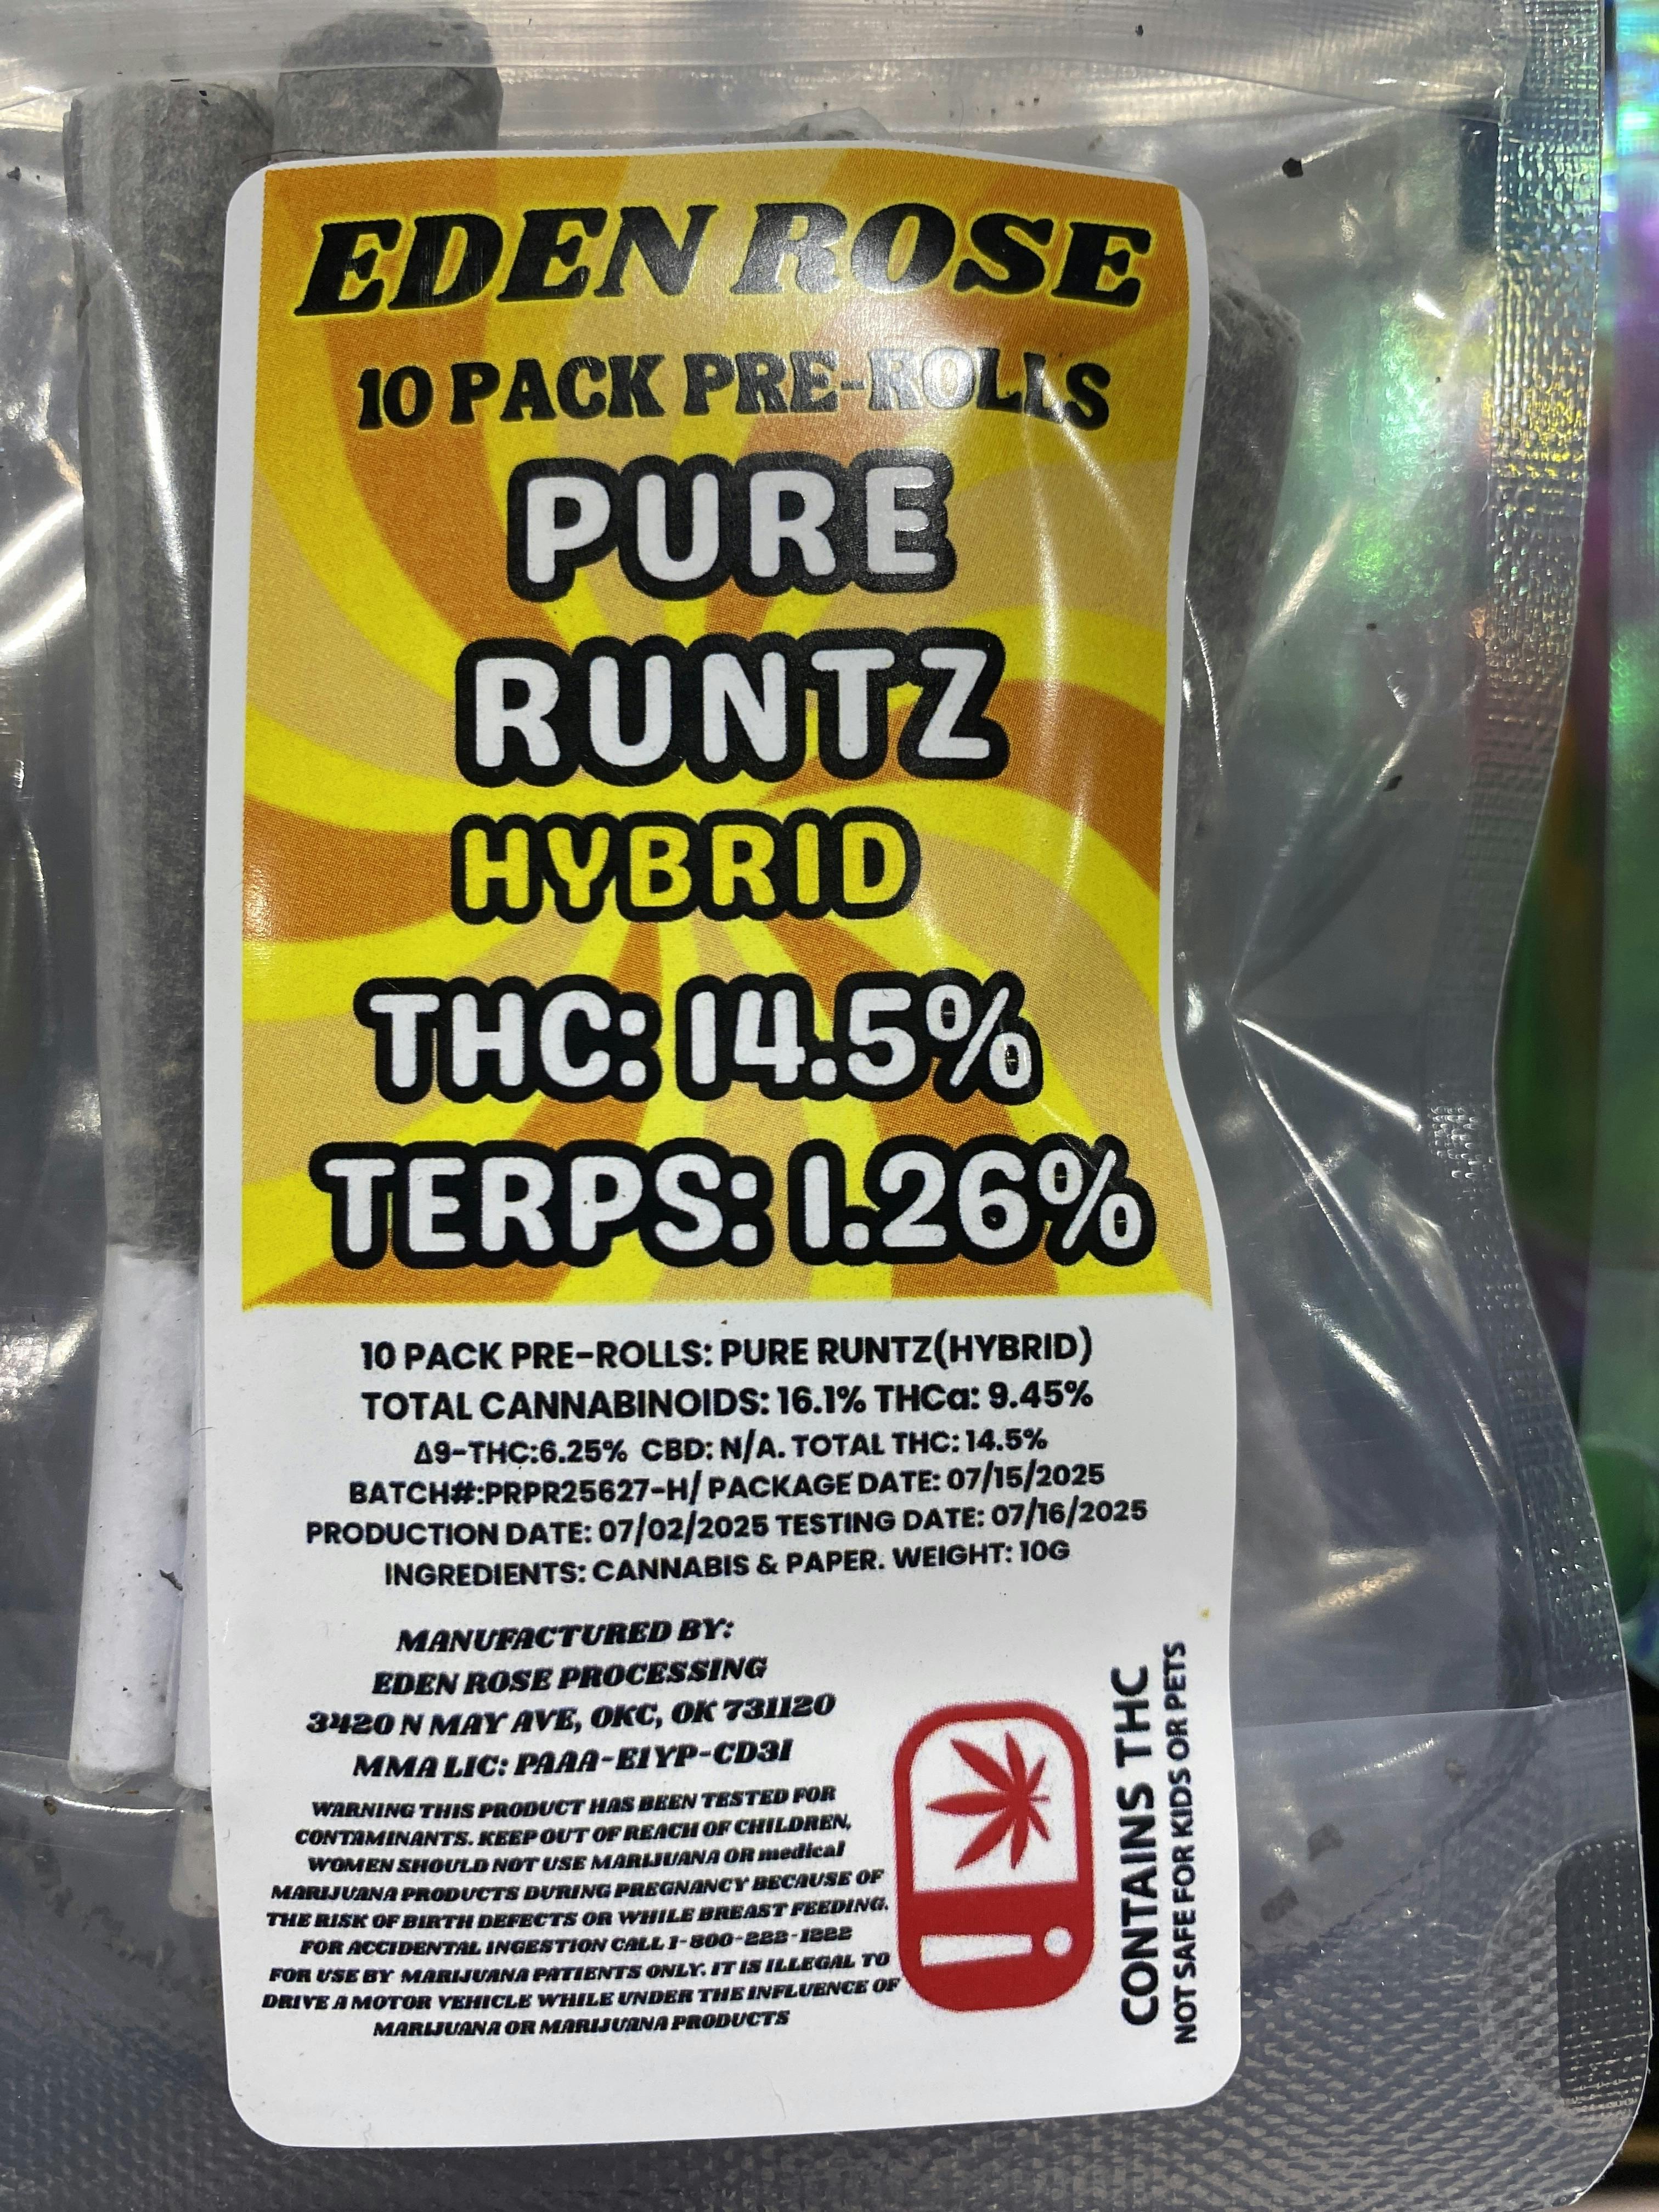 EDEN ROSE
10 PACK PRE-ROLLS
PURE
RUNTZ
HYBRID
THC: 14.5%
TERPS: 1.26%
10 PACK PRE-ROLLS: PURE RUNTZ(HYBRID)
TOTAL CANNABINOIDS: 16.1% THCa: 9.45%
Δ9-THC:6.25% CBD: N/A. TOTAL THC: 14.5%
BATCH#:PRPR25627-H/ PACKAGE DATE: 07/15/2025
PRODUCTION DATE: 07/02/2025 TESTING DATE: 07/16/2025
INGREDIENTS: CANNABIS & PAPER. WEIGHT: 10G
MANUFACTURED BY:
EDEN ROSE PROCESSING
3420 N MAY AVE, OKC, OK 731120
MMA LIC: PAAA-E1YP-CD3I
WARNING THIS PRODUCT HAS BEEN TESTED FOR
CONTAMINANTS. KEEP OUT OF REACH OF CHILDREN,
WOMEN SHOULD NOT USE MARIJUANA OR medical
MARIJUANA PRODUCTS DURING PREGNANCY BECAUSE OF
THE RISK OF BIRTH DEFECTS OR WHILE BREAST FEEDING.
FOR ACCIDENTAL INGESTION CALL 1-800-222-1222
FOR USE BY MARIJUANA PATIENTS ONLY. IT IS ILLEGAL TO
DRIVE A MOTOR VEHICLE WHILE UNDER THE INFLUENCE OF
MARIJUANA OR MARIJUANA PRODUCTS
CONTAINS THC
NOT SAFE FOR KIDS OR PETS